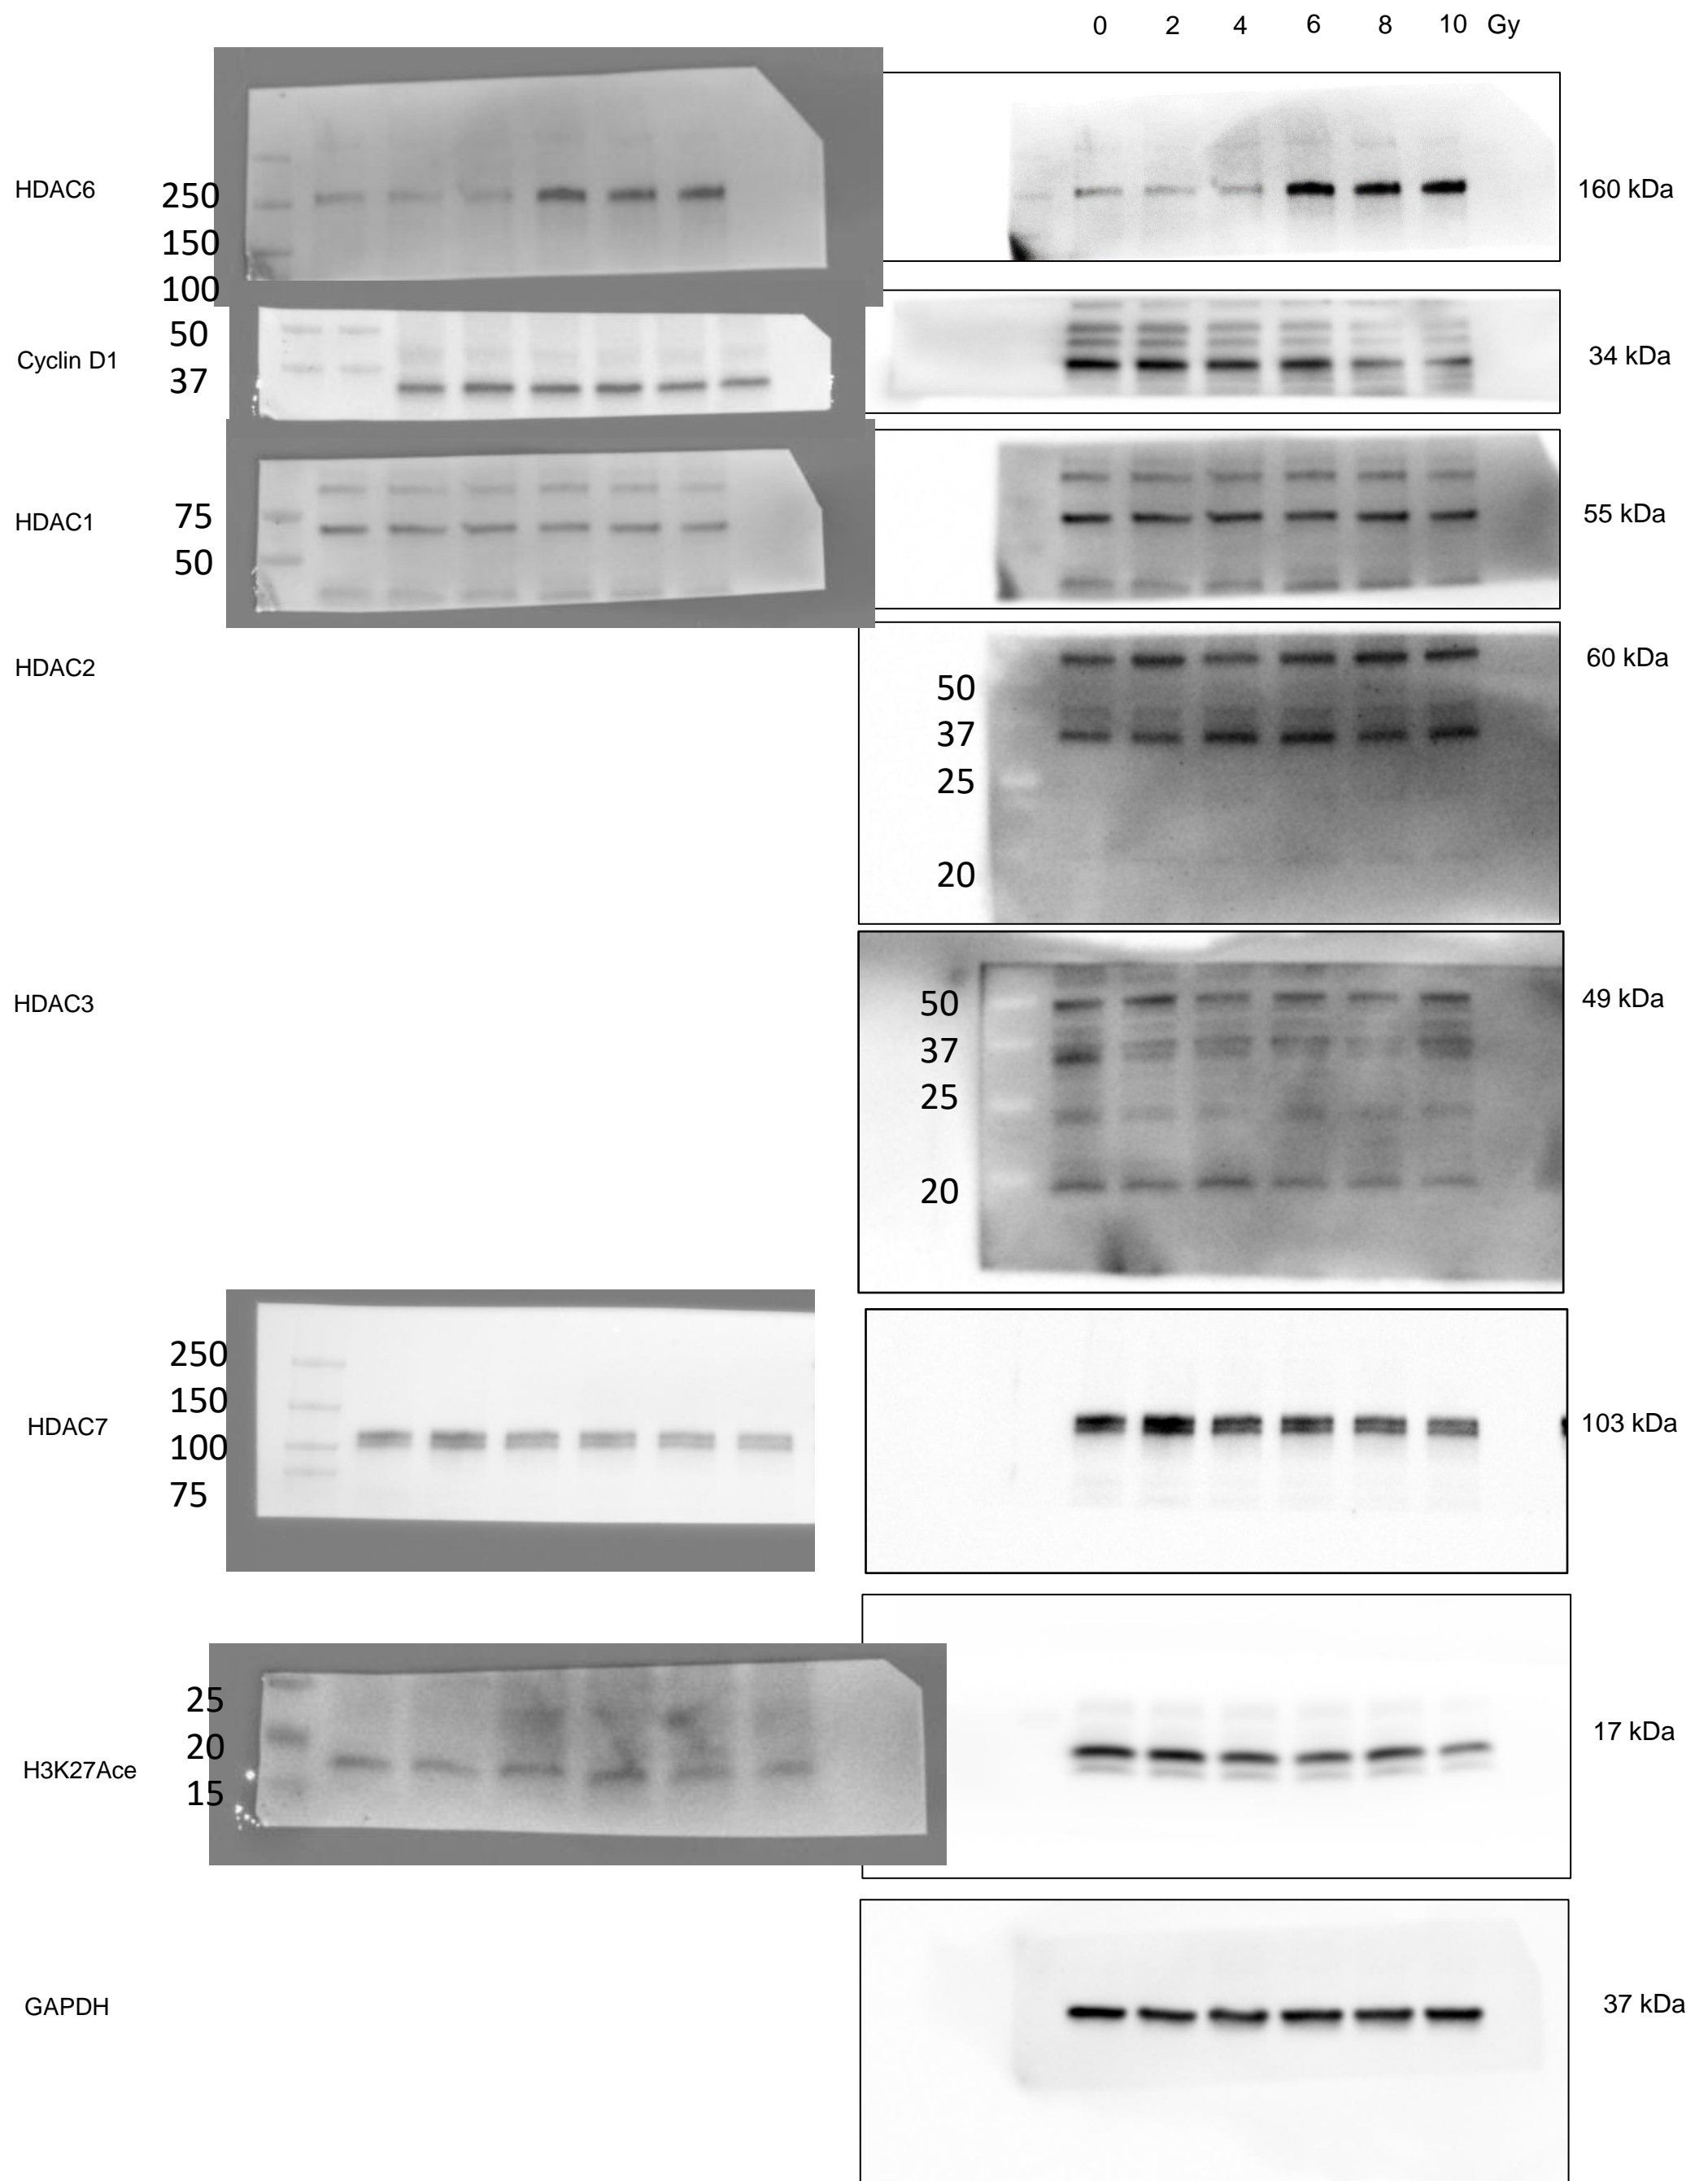 0 2 4 6 8 10 Gy
HDAC6 250 160 kDa
150
100
50
Cyclin D1 34 kDa
37
75
HDAC1 55 kDa
50
HDAC2 60 kDa
50
37
25
20
HDAC3 50 49 kDa
37
25
20
250
150
HDAC7 103 kDa
100
75
25
17 kDa
20
H3K27Ace
15
GAPDH 37 kDa